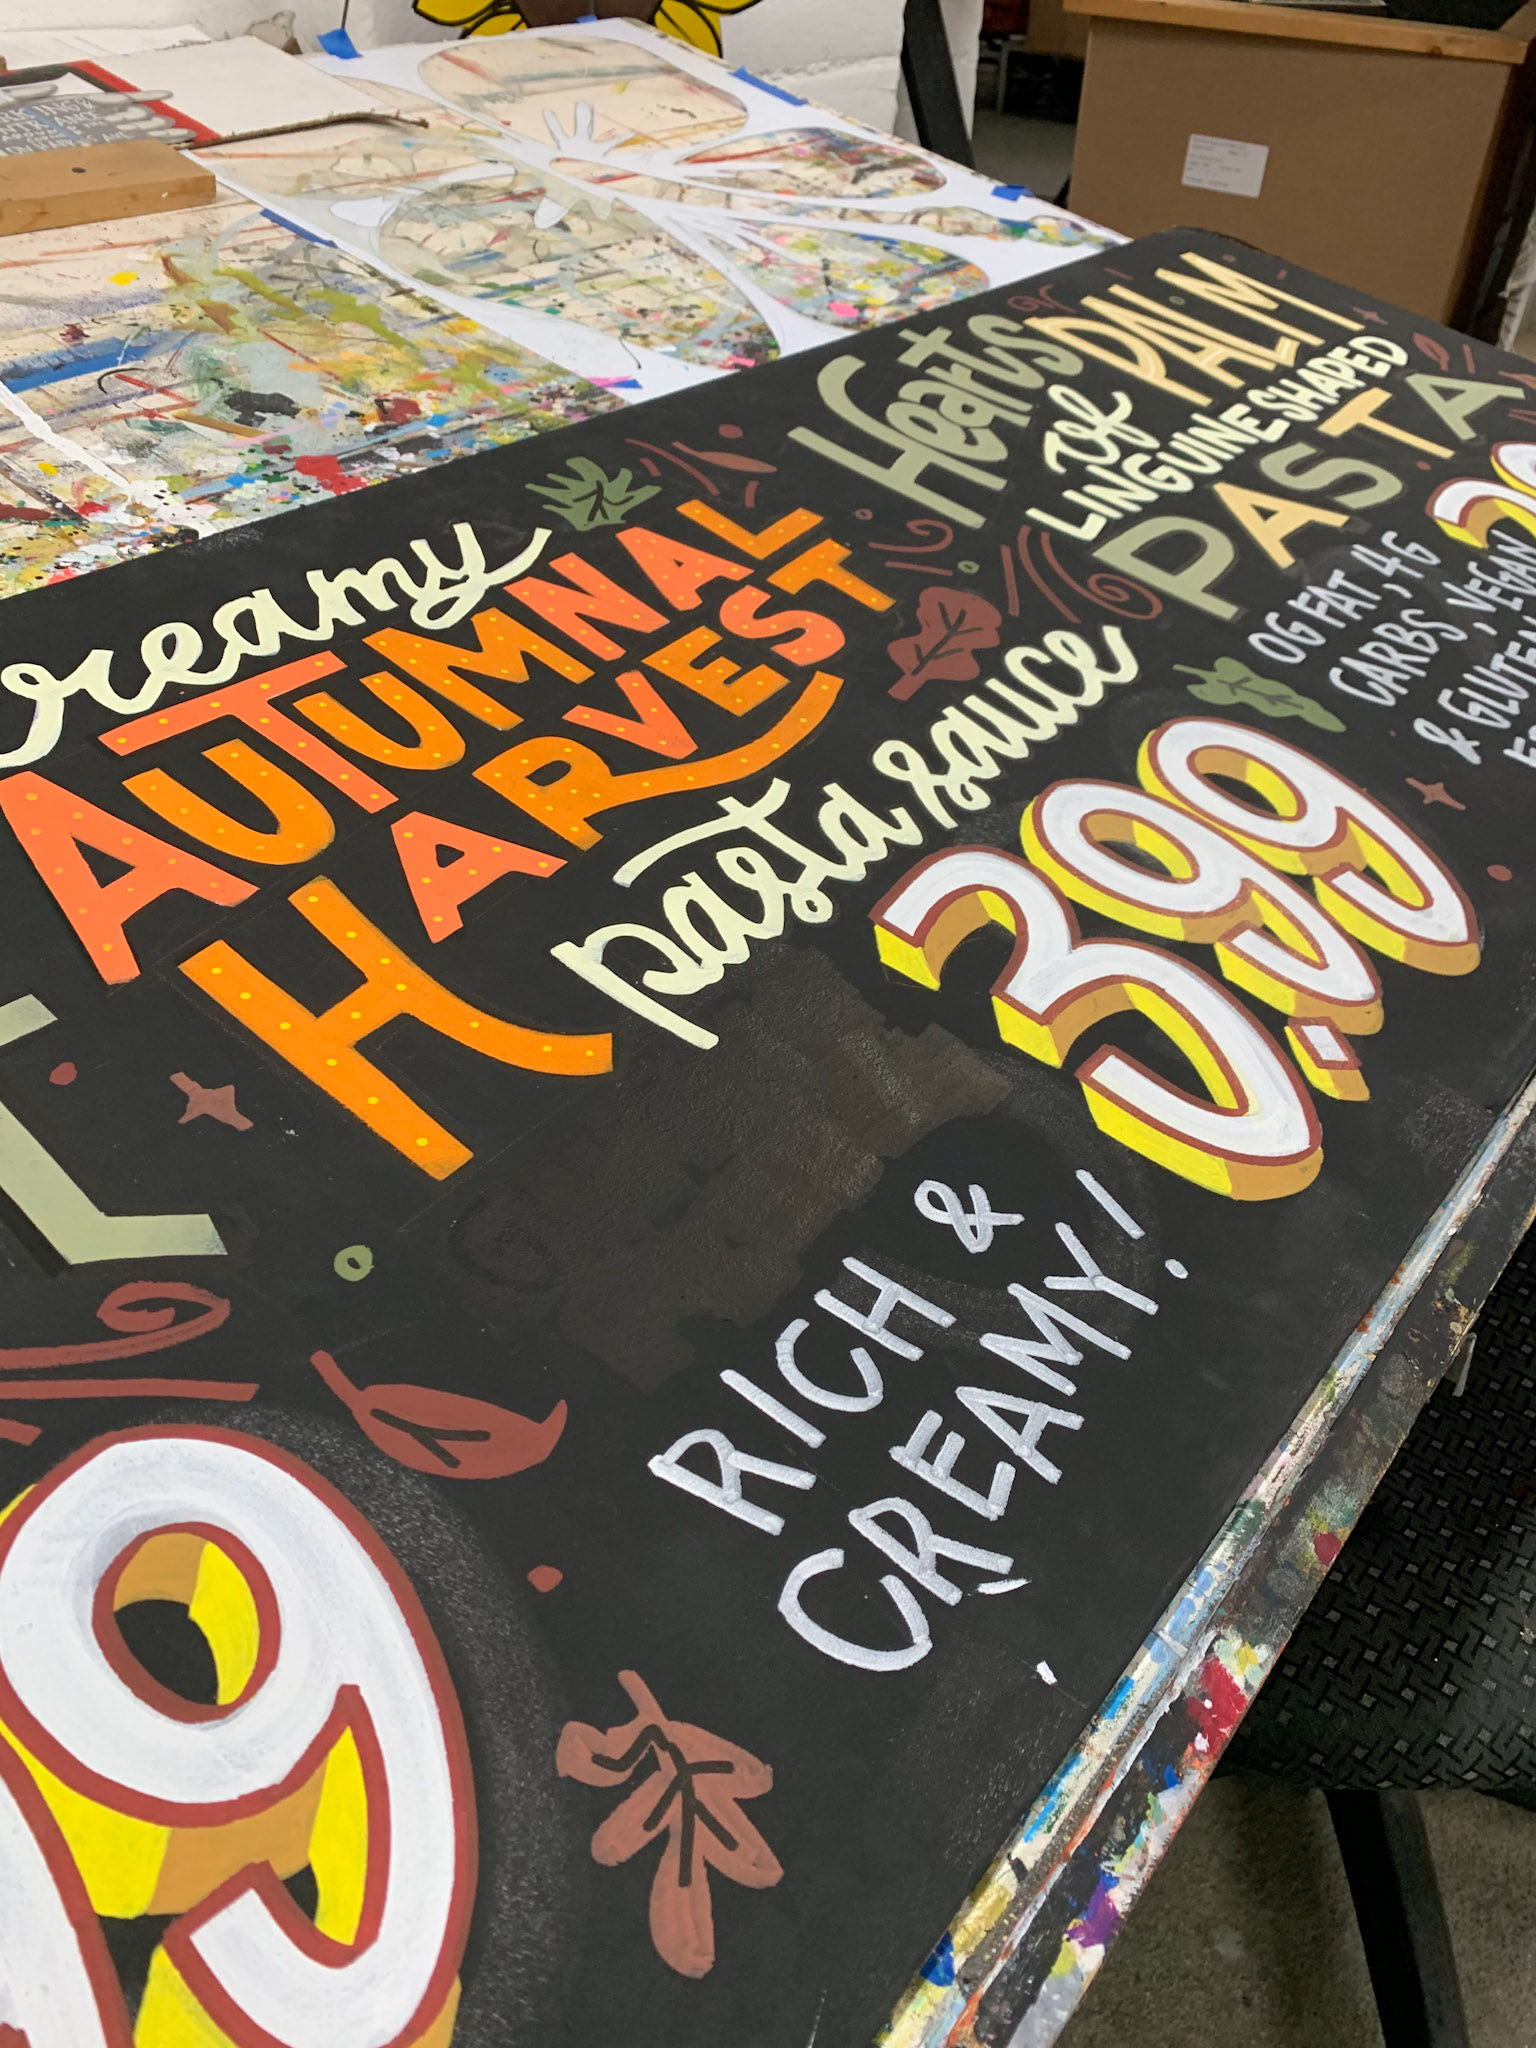 Creamy
AUTUMNAL
HARVEST
pasta sauce
3.99
RICH &
CREAMY!
Hearts
of PALM
LINGUINE SHAPED
PASTA
0G FAT, 4G
CARBS, VEGAN
& GLUTEN
9